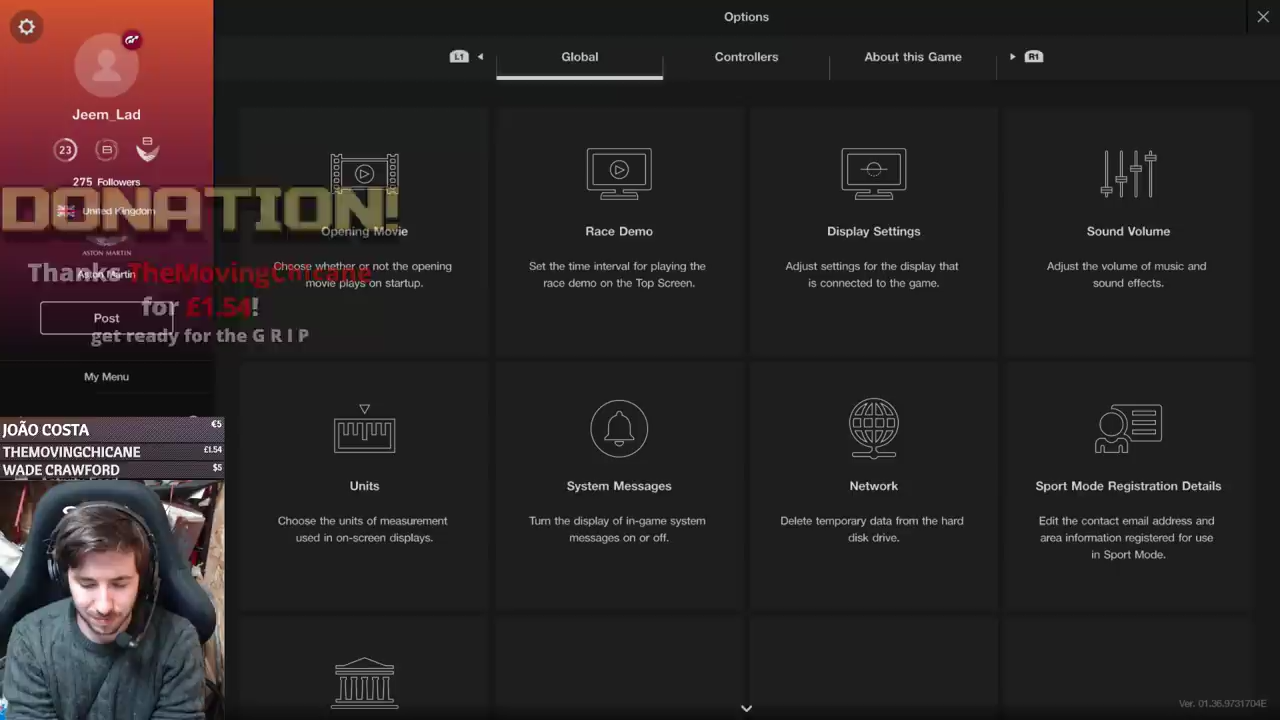 Options
L1
Global
Controllers
About this Game
R1
Jeem_Lad
23
B
B
275 Followers
United Kingdom
DONATION!
ASTON MARTIN
Aston Martin
Thanks TheMovingChicane
for £1.54!
get ready for the G R I P
Post
My Menu
JOÃO COSTA €5
THEMOVINGCHICANE £1.54
WADE CRAWFORD $5
Opening Movie
Choose whether or not the opening
movie plays on startup.
Race Demo
Set the time interval for playing the
race demo on the Top Screen.
Display Settings
Adjust settings for the display that
is connected to the game.
Sound Volume
Adjust the volume of music and
sound effects.
Units
Choose the units of measurement
used in on-screen displays.
System Messages
Turn the display of in-game system
messages on or off.
Network
Delete temporary data from the hard
disk drive.
Sport Mode Registration Details
Edit the contact email address and
area information registered for use
in Sport Mode.
Ver. 01.36.9731704E